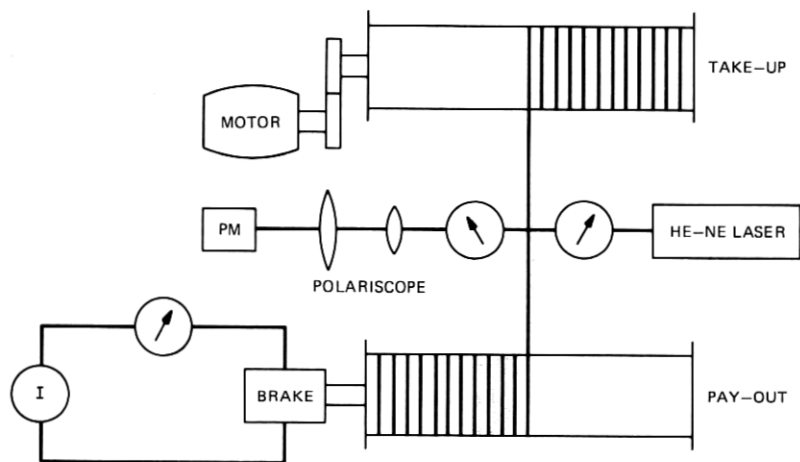 TAKE-UP
MOTOR
PM
HE-NE LASER
POLARISCOPE
I
BRAKE
PAY-OUT